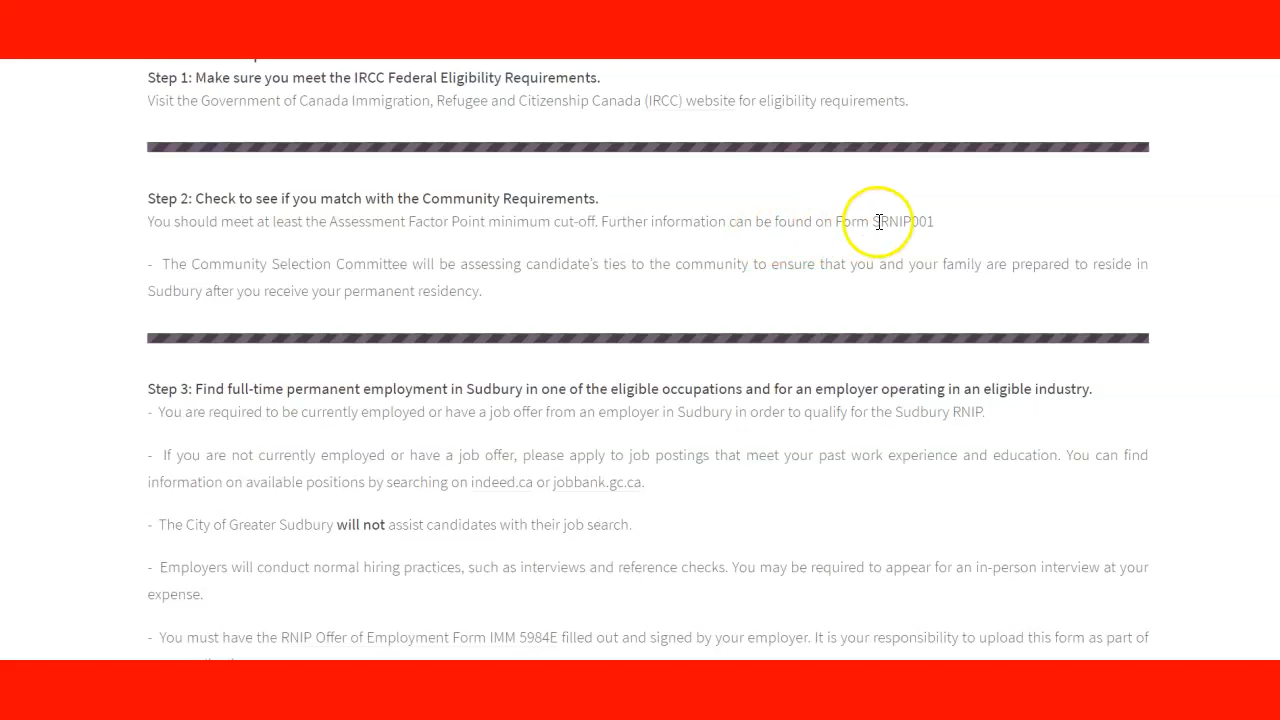 Step 1: Make sure you meet the IRCC Federal Eligibility Requirements.
Visit the Government of Canada Immigration, Refugee and Citizenship Canada (IRCC) website for eligibility requirements.
Step 2: Check to see if you match with the Community Requirements.
You should meet at least the Assessment Factor Point minimum cut-off. Further information can be found on Form SRNIP001
- The Community Selection Committee will be assessing candidate's ties to the community to ensure that you and your family are prepared to reside in
Sudbury after you receive your permanent residency.
Step 3: Find full-time permanent employment in Sudbury in one of the eligible occupations and for an employer operating in an eligible industry.
- You are required to be currently employed or have a job offer from an employer in Sudbury in order to qualify for the Sudbury RNIP.
- If you are not currently employed or have a job offer, please apply to job postings that meet your past work experience and education. You can find
information on available positions by searching on indeed.ca or jobbank.gc.ca.
- The City of Greater Sudbury will not assist candidates with their job search.
- Employers will conduct normal hiring practices, such as interviews and reference checks. You may be required to appear for an in-person interview at your
expense.
- You must have the RNIP Offer of Employment Form IMM 5984E filled out and signed by your employer. It is your responsibility to upload this form as part of